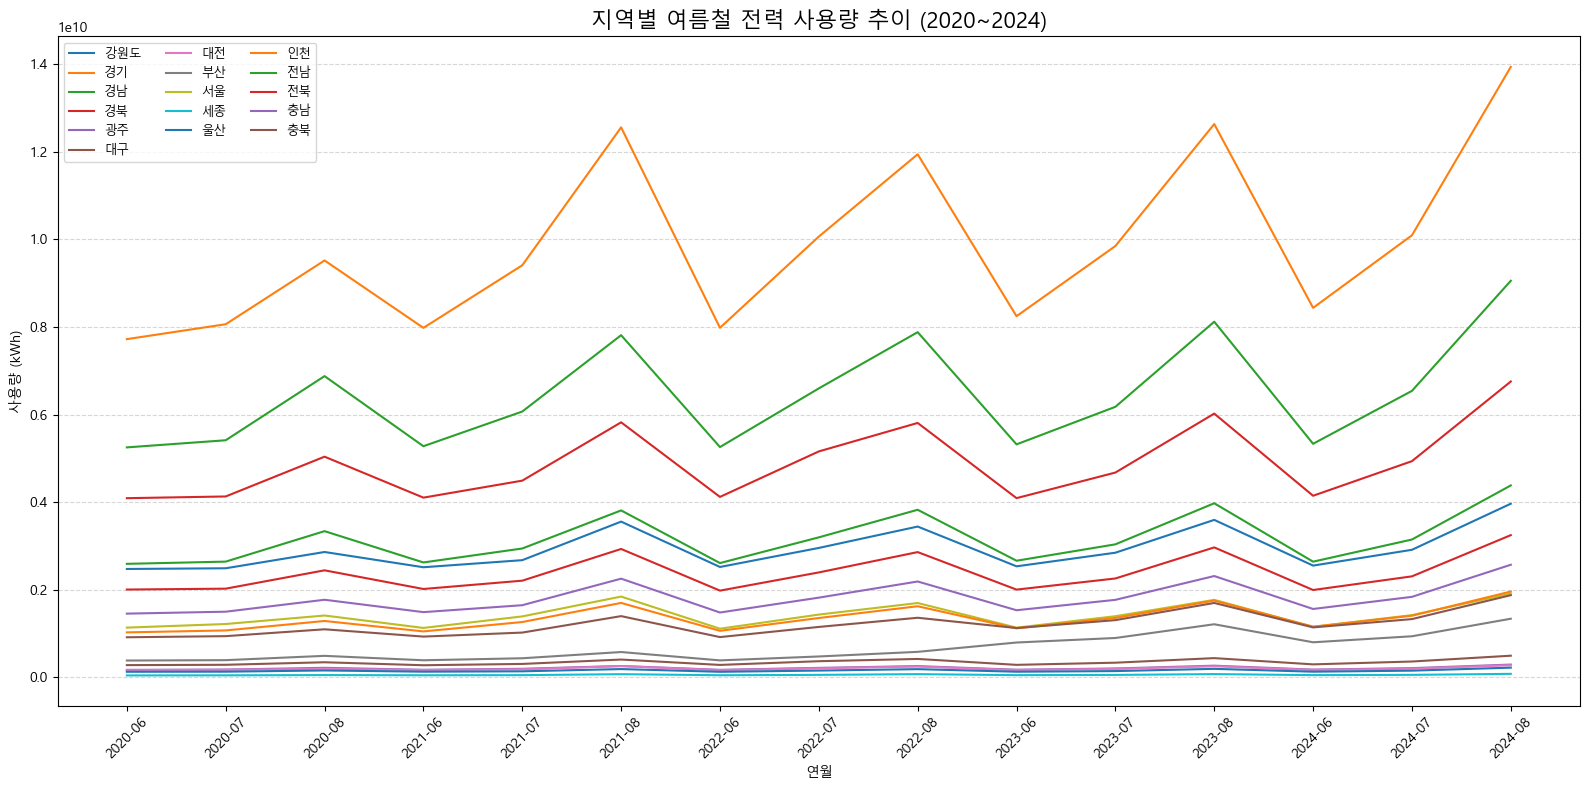 지역별 여름철 전력 사용량 추이 (2020~2024)
1e10
강원도 대전 인천
경기 부산 전남
경남 서울 전북
경북 세종 충남
광주 울산 충북
대구
1.4
1.2
1.0
0.8
0.6
0.4
0.2
0.0
사용량 (kWh)
2020-06 2020-07 2020-08 2021-06 2021-07 2021-08 2022-06 2022-07 2022-08 2023-06 2023-07 2023-08 2024-06 2024-07 2024-08
연월